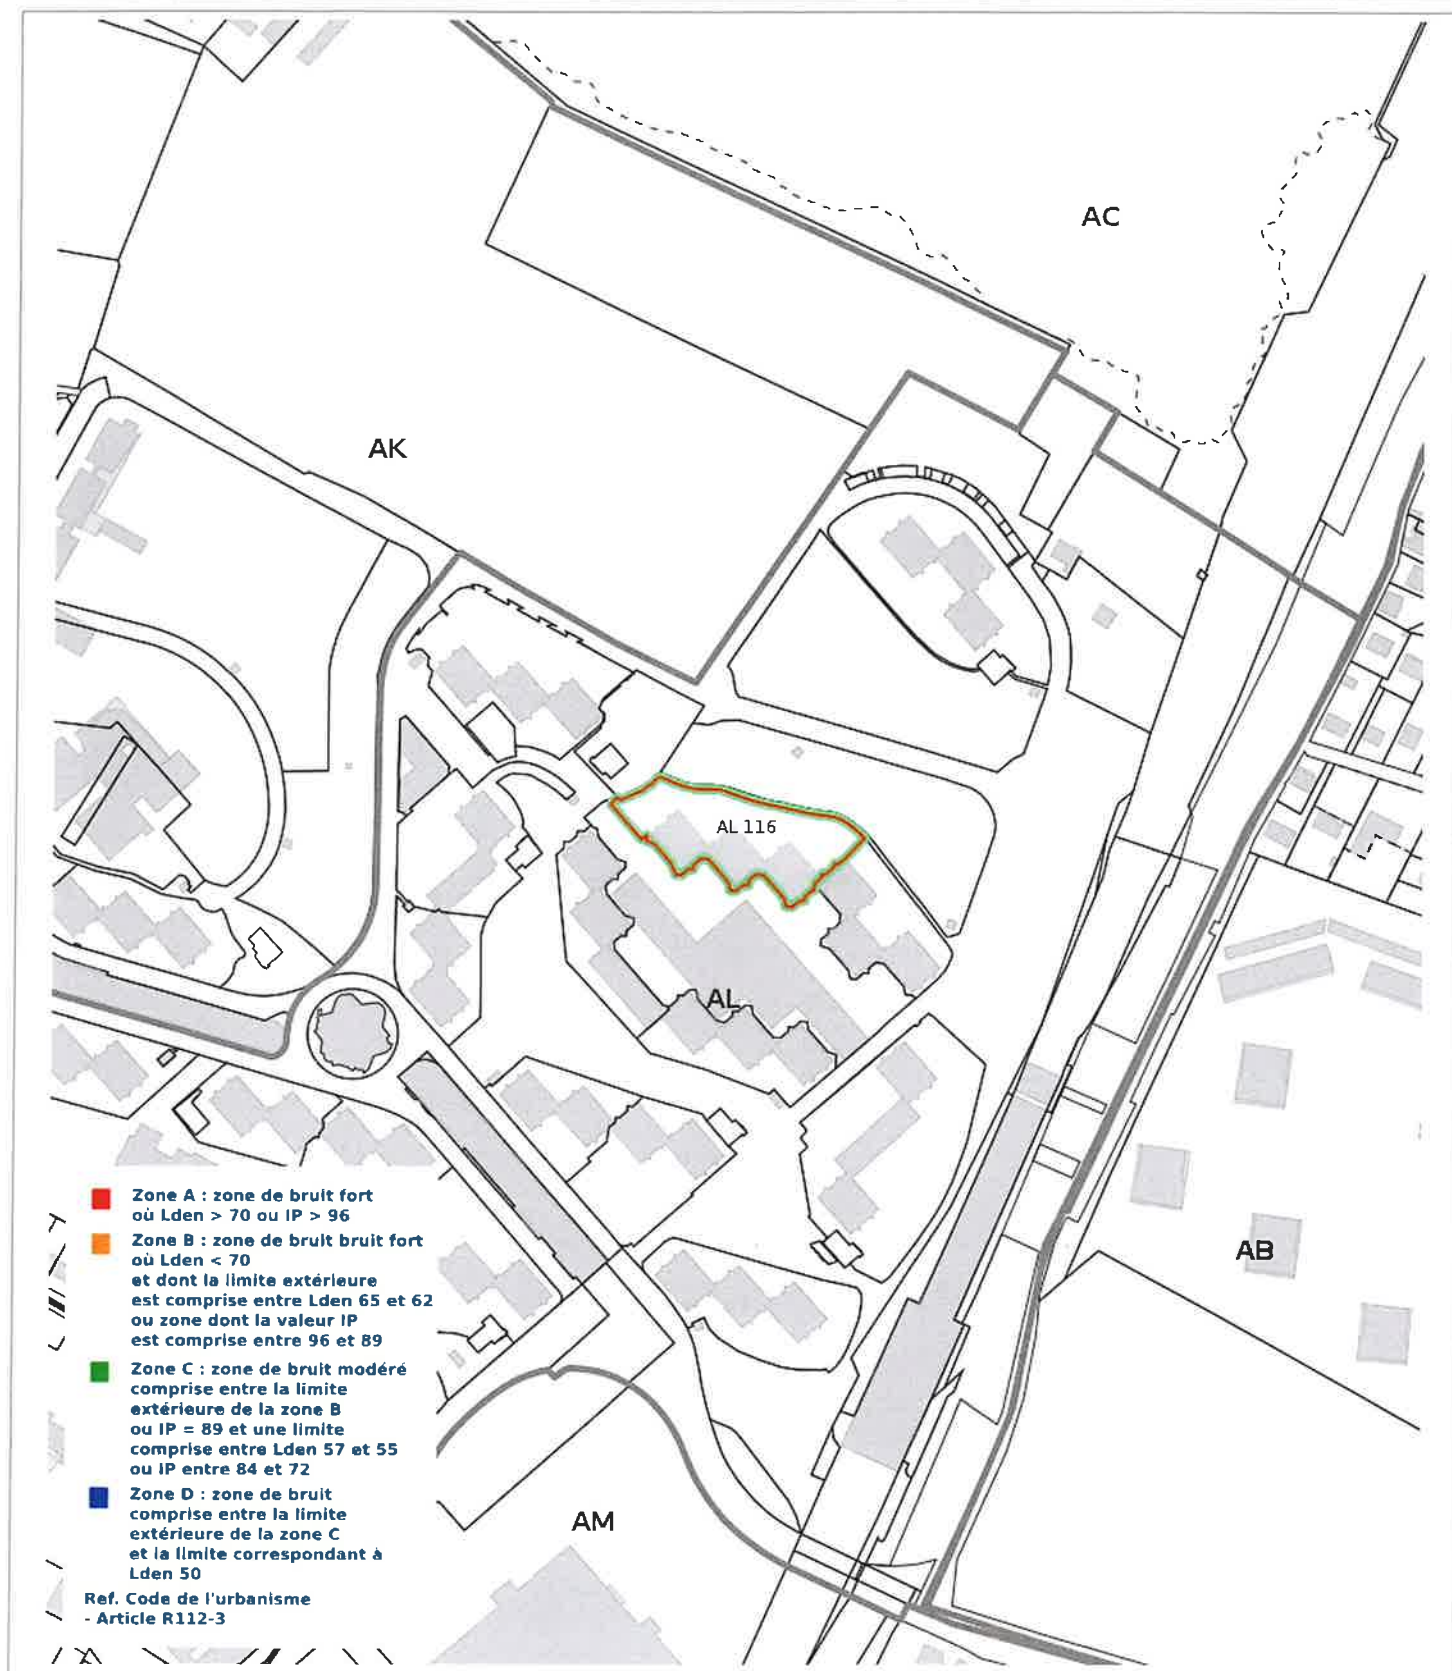 AC
AK
AL 116
AL
Zone A : zone de bruit fort
où Lden > 70 ou IP > 96
Zone B : zone de bruit bruit fort
où Lden < 70
et dont la limite extérieure
est comprise entre Lden 65 et 62
ou zone dont la valeur IP
est comprise entre 96 et 89
AB
Zone C : zone de bruit modéré
comprise entre la limite
extérieure de la zone B
ou IP = 89 et une limite
comprise entre Lden 57 et 55
ou IP entre 84 et 72
Zone D : zone de bruit
comprise entre la limite
extérieure de la zone C
et la limite correspondant à
Lden 50
AM
Ref. Code de l'urbanisme
- Article R112-3